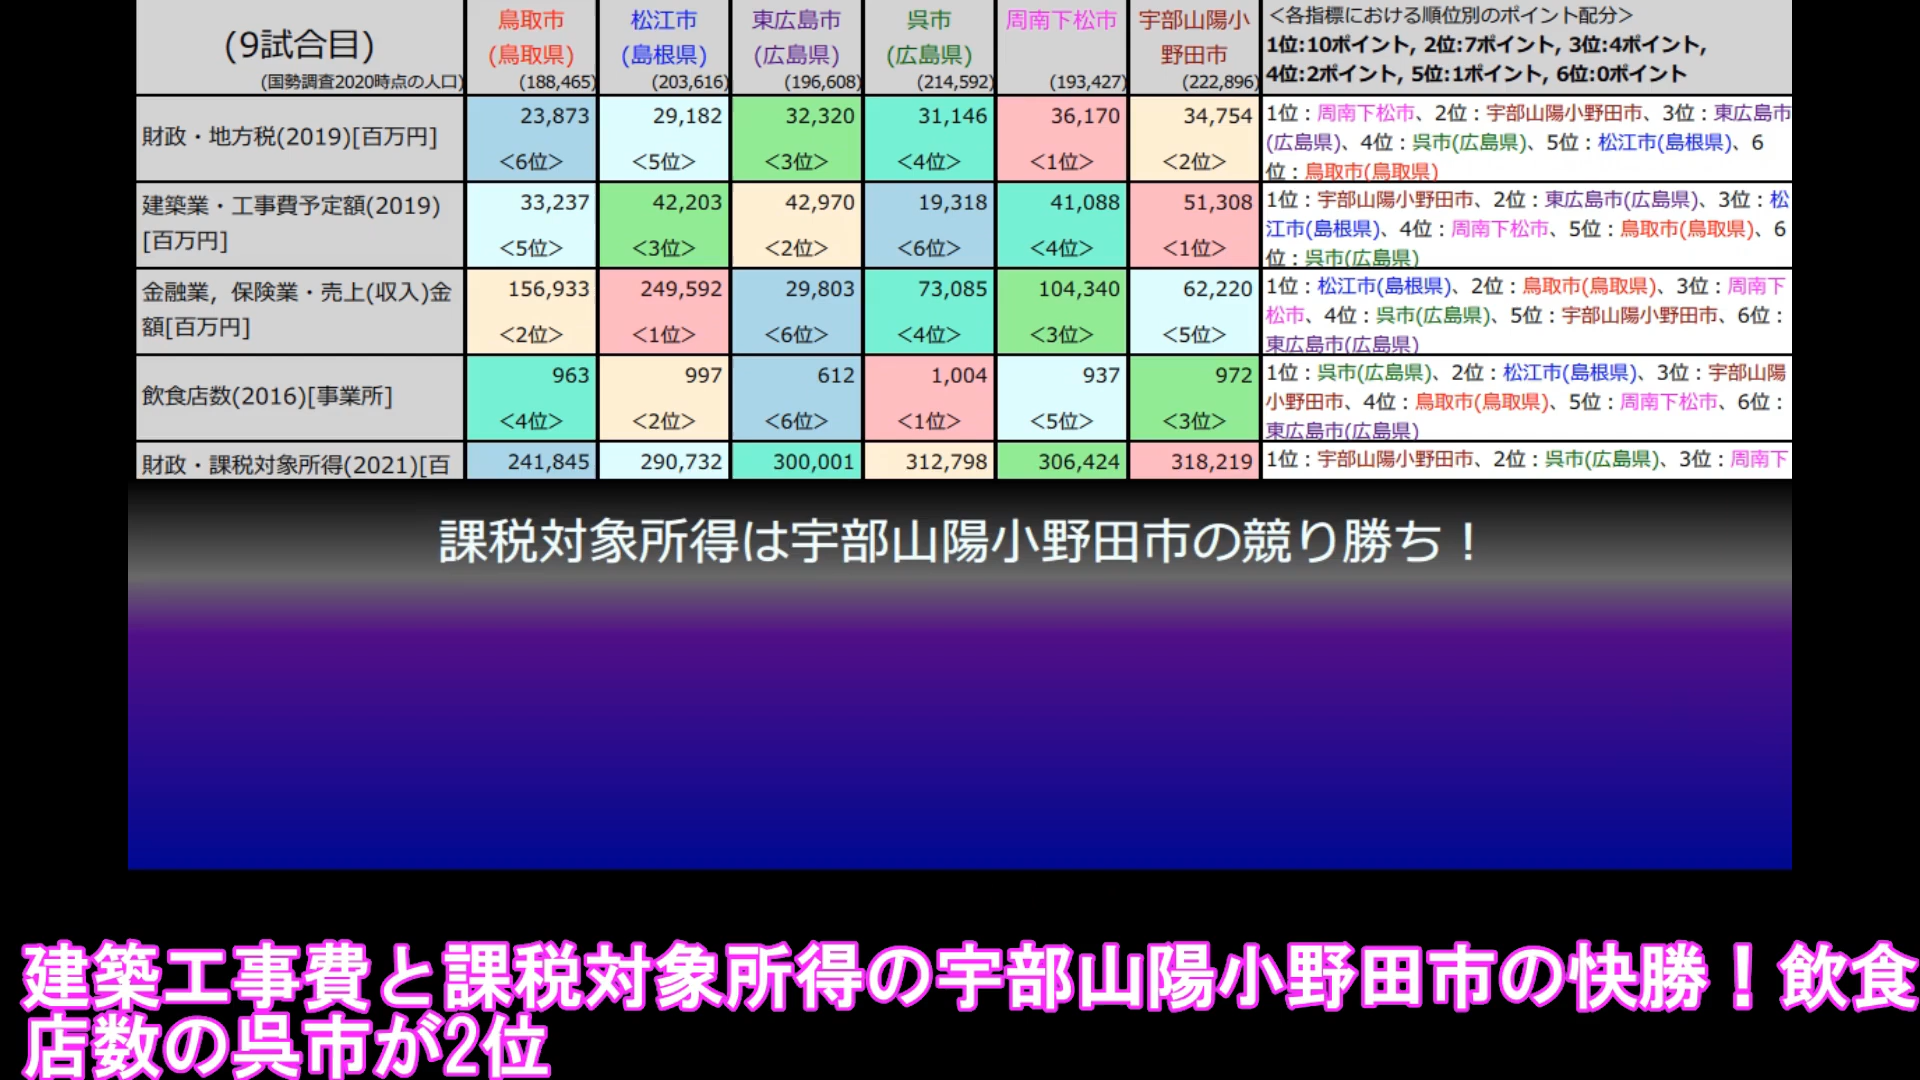 (9試合目)
(国勢調査2020時点の人口)
鳥取市
(鳥取県)
(188,465)
松江市
(島根県)
(203,616)
東広島市
(広島県)
(196,608)
呉市
(広島県)
(214,592)
周南下松市
(193,427)
宇部山陽小
野田市
(222,896)
＜各指標における順位別のポイント配分＞
1位:10ポイント, 2位:7ポイント, 3位:4ポイント,
4位:2ポイント, 5位:1ポイント, 6位:0ポイント
財政・地方税(2019)[百万円]
23,873 29,182 32,320 31,146 36,170 34,754
<6位> <5位> <3位> <4位> <1位> <2位>
1位：周南下松市、2位：宇部山陽小野田市、3位：東広島市
(広島県)、4位：呉市(広島県)、5位：松江市(島根県)、6
位：鳥取市(鳥取県)
建築業・工事費予定額(2019)
[百万円]
33,237 42,203 42,970 19,318 41,088 51,308
<5位> <3位> <2位> <6位> <4位> <1位>
1位：宇部山陽小野田市、2位：東広島市(広島県)、3位：松
江市(島根県)、4位：周南下松市、5位：鳥取市(鳥取県)、6
位：呉市(広島県)
金融業，保険業・売上(収入)金
額[百万円]
156,933 249,592 29,803 73,085 104,340 62,220
<2位> <1位> <6位> <4位> <3位> <5位>
1位：松江市(島根県)、2位：鳥取市(鳥取県)、3位：周南下
松市、4位：呉市(広島県)、5位：宇部山陽小野田市、6位：
東広島市(広島県)
飲食店数(2016)[事業所]
963 997 612 1,004 937 972
<4位> <2位> <6位> <1位> <5位> <3位>
1位：呉市(広島県)、2位：松江市(島根県)、3位：宇部山陽
小野田市、4位：鳥取市(鳥取県)、5位：周南下松市、6位：
東広島市(広島県)
財政・課税対象所得(2021)[百
241,845 290,732 300,001 312,798 306,424 318,219
1位：宇部山陽小野田市、2位：呉市(広島県)、3位：周南下
課税対象所得は宇部山陽小野田市の競り勝ち！
建築工事費と課税対象所得の宇部山陽小野田市の快勝！飲食
店数の呉市が2位